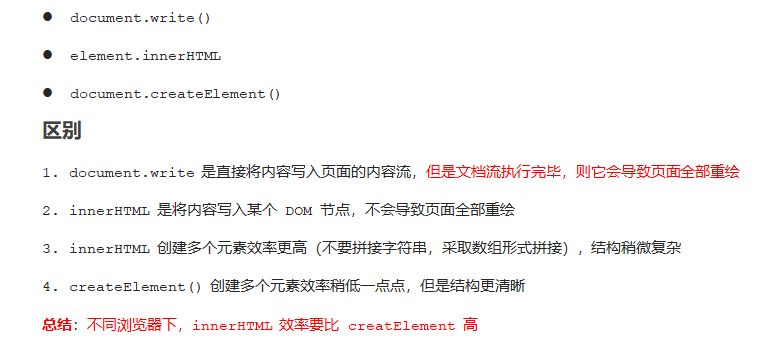 ● document.write()
● element.innerHTML
● document.createElement()
区别
1. document.write 是直接将内容写入页面的内容流，但是文档流执行完毕，则它会导致页面全部重绘
2. innerHTML 是将内容写入某个 DOM 节点，不会导致页面全部重绘
3. innerHTML 创建多个元素效率更高（不要拼接字符串，采取数组形式拼接），结构稍微复杂
4. createElement() 创建多个元素效率稍低一点点，但是结构更清晰
总结：不同浏览器下，innerHTML 效率要比 creatElement 高